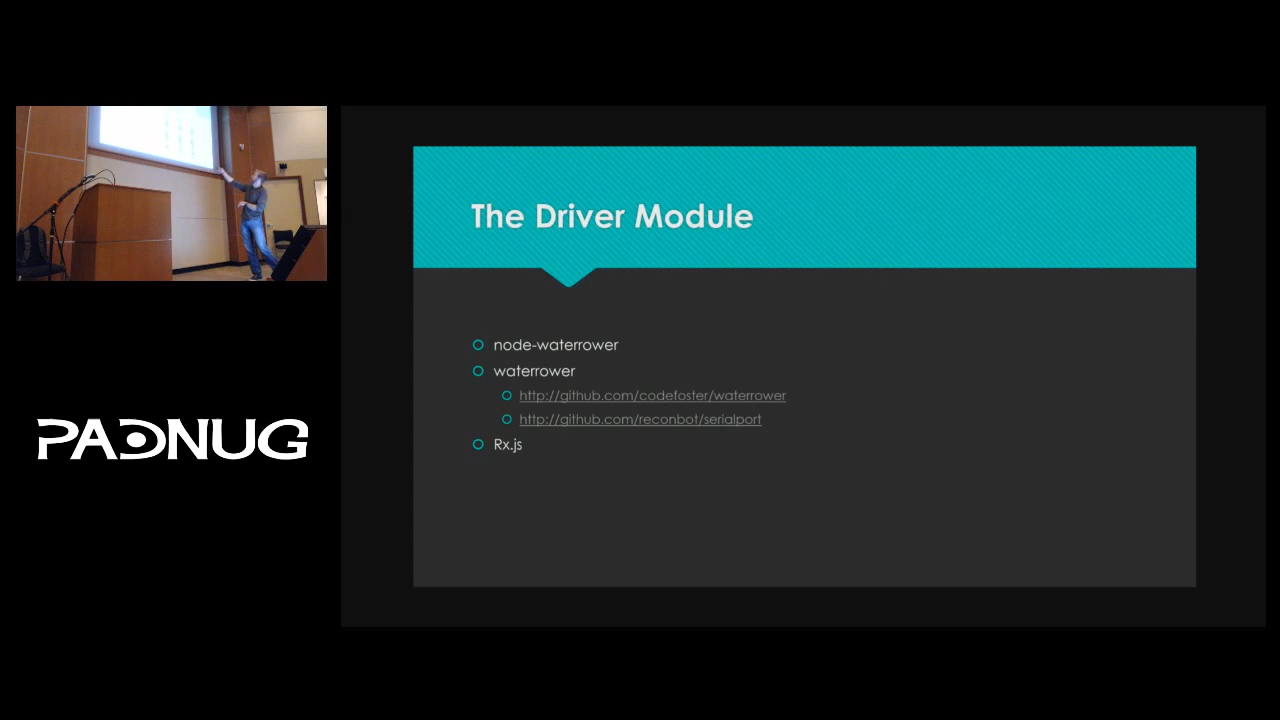 The Driver Module
node-waterrower
waterrower
http://github.com/codefoster/waterrower
http://github.com/reconbot/serialport
Rx.js
PADNUG